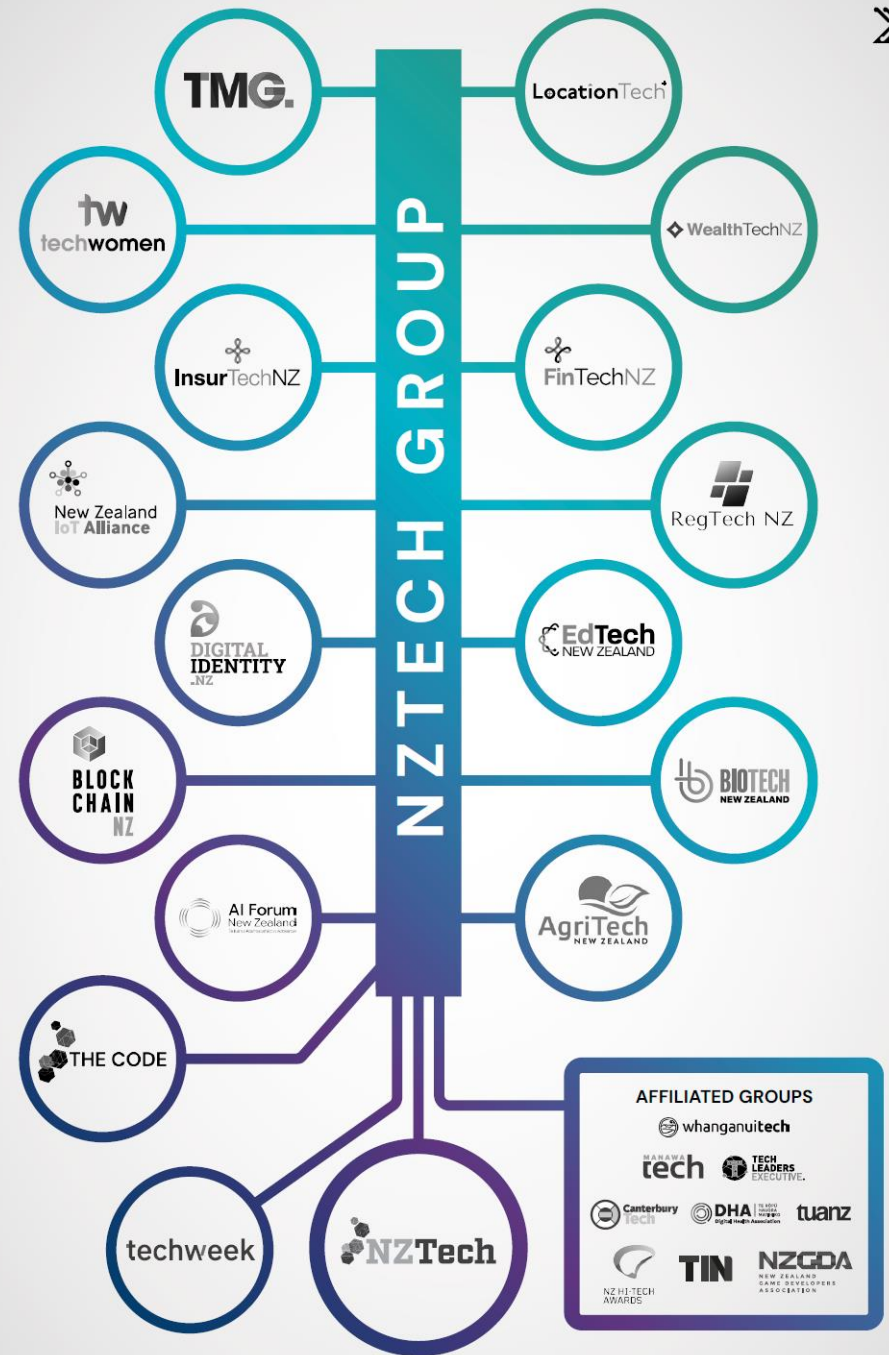 TMG.
LocationTech
tw
techwomen
WealthTechNZ
InsurTechNZ
FinTechNZ
NZTECH GROUP
New Zealand
IoT Alliance
RegTech NZ
DIGITAL
IDENTITY
.NZ
EdTech
NEW ZEALAND
BLOCK
CHAIN
NZ
BIOTECH
NEW ZEALAND
AI Forum
New Zealand
AgriTech
NEW ZEALAND
THE CODE
techweek
NZTech
AFFILIATED GROUPS
whanganuitech
MANAWA
tech
TECH
LEADERS
EXECUTIVE.
Canterbury
Tech
DHA
Digital Health Association
tuanz
NZ HI-TECH
AWARDS
TIN
NZGDA
NEW ZEALAND
GAME DEVELOPERS
ASSOCIATION